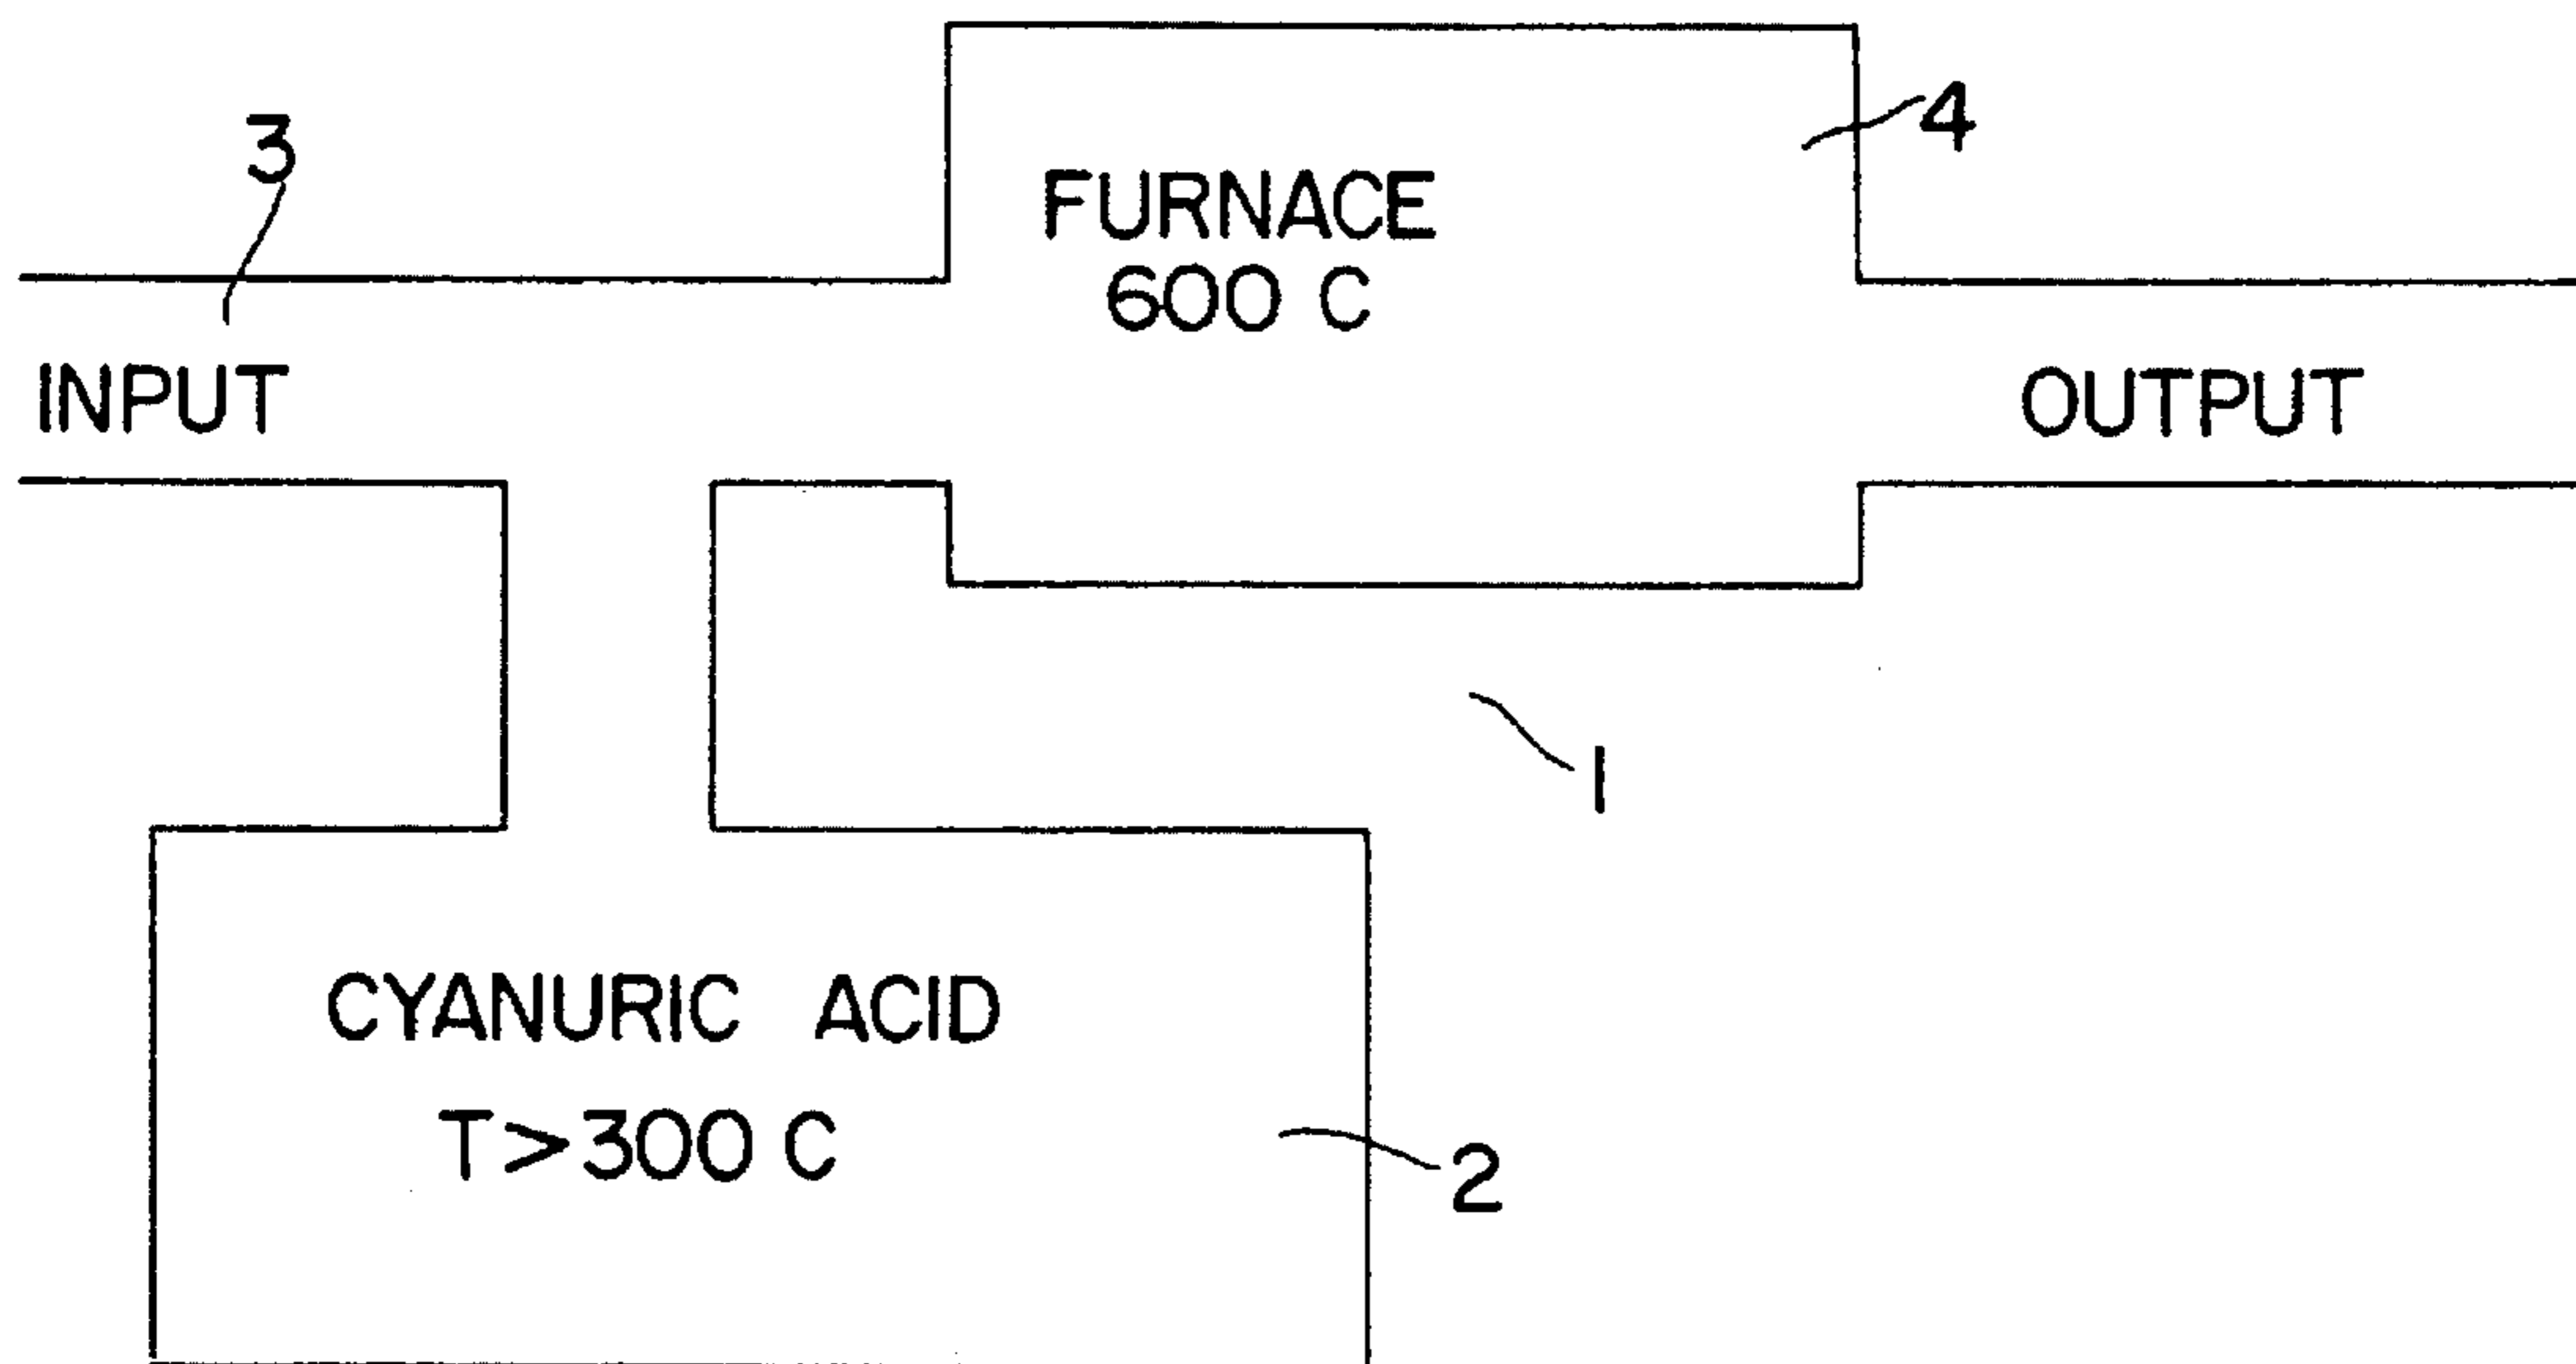 3
4
FURNACE
600 C
INPUT
OUTPUT
1
CYANURIC ACID
T>300 C
2